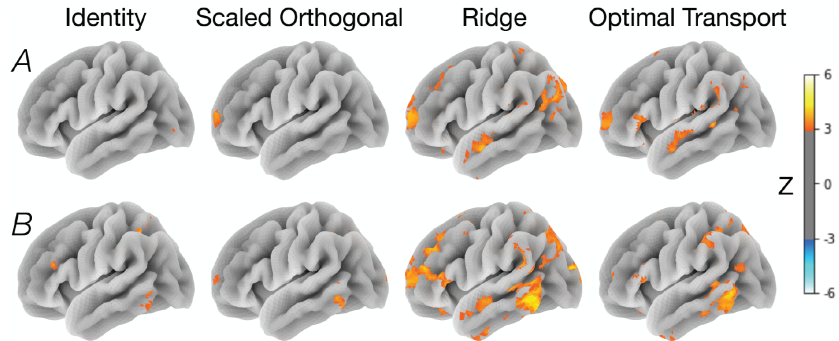 Identity Scaled Orthogonal Ridge Optimal Transport
A
6
3
Z 0
B
-3
-6